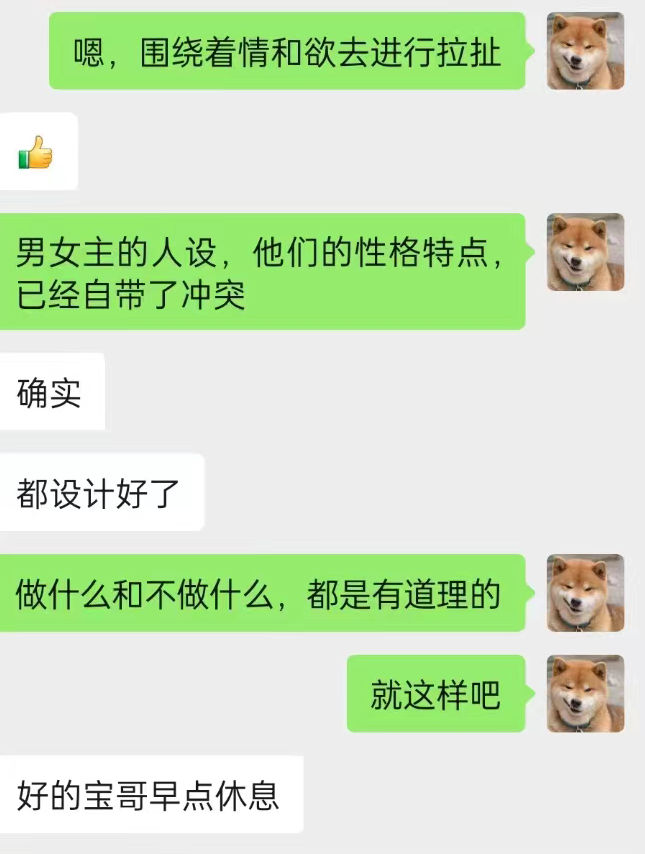 嗯，围绕着情和欲去进行拉扯
男女主的人设，他们的性格特点，
已经自带了冲突
确实
都设计好了
做什么和不做什么，都是有道理的
就这样吧
好的宝哥早点休息